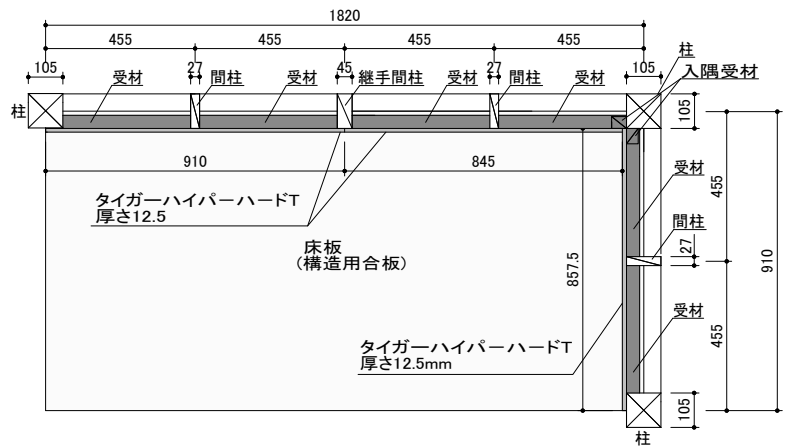 1820
455
455
455
455
105
27
45
27
105
受材
間柱
受材
継手間柱
受材
間柱
受材
柱
入隅受材
柱
105
910
845
受材
455
タイガーハイパーハードT
厚さ12.5
間柱
床板
(構造用合板)
27
857.5
910
受材
タイガーハイパーハードT
厚さ12.5mm
455
105
柱